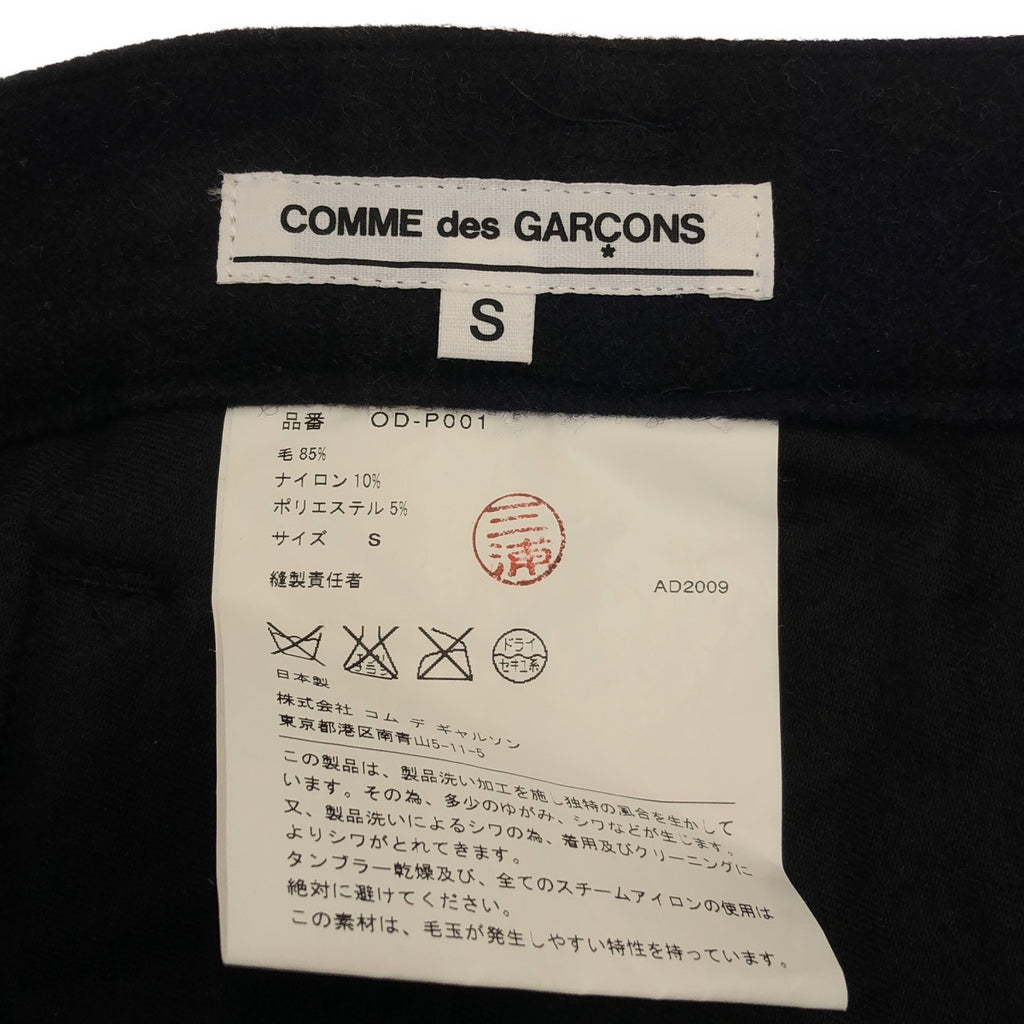 COMME des GARÇONS
S
品番 OD-P001
毛 85%
ナイロン 10%
ポリエステル 5%
サイズ S
三浦
縫製責任者
AD2009
ドライ
セキユ系
日本製
株式会社 コム デ ギャルソン
東京都港区南青山5-11-5
この製品は、製品洗い加工を施し独特の風合を生かして
います。その為、多少のゆがみ、シワなどが生じます。
又、製品洗いによるシワの為、着用及びクリーニングに
よりシワがとれてきます。
タンブラー乾燥及び、全てのスチームアイロンの使用は
絶対に避けてください。
この素材は、毛玉が発生しやすい特性を持っています。